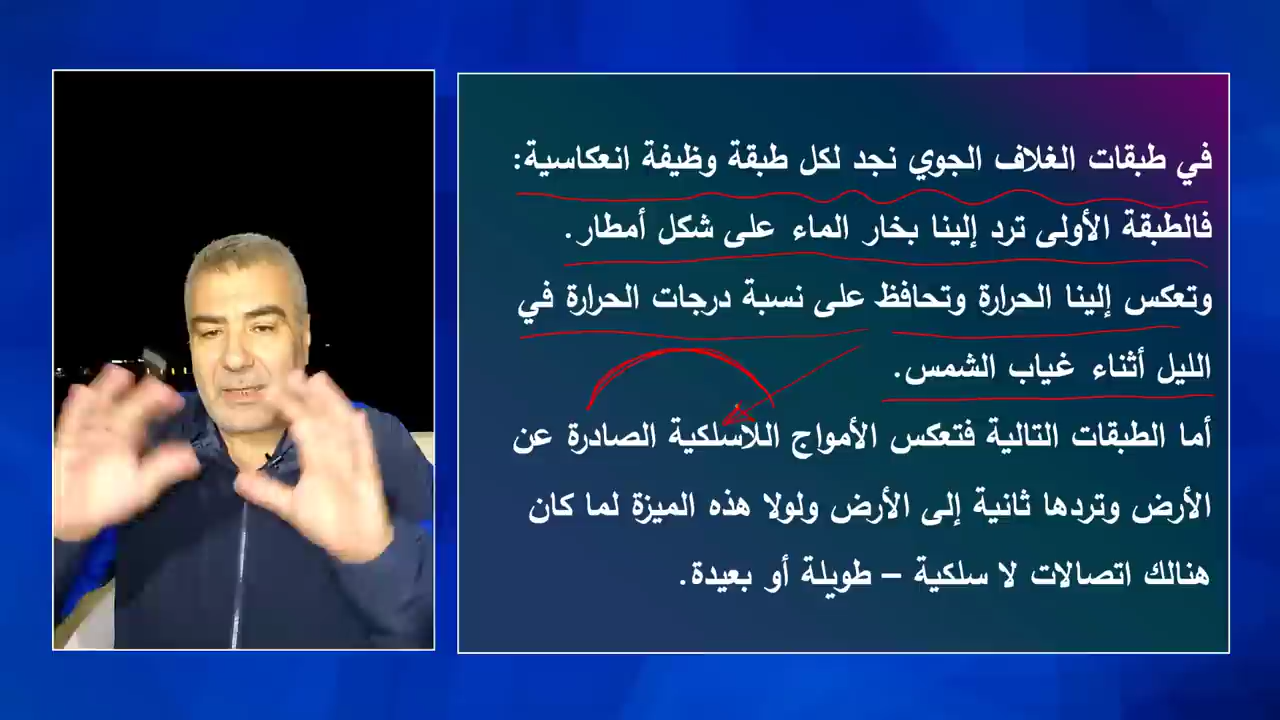 في طبقات الغلاف الجوي نجد لكل طبقة وظيفة انعكاسية:
فالطبقة الأولى ترد إلينا بخار الماء على شكل أمطار.
وتعكس إلينا الحرارة وتحافظ على نسبة درجات الحرارة في
الليل أثناء غياب الشمس.
أما الطبقات التالية فتعكس الأمواج اللاسلكية الصادرة عن
الأرض وتردها ثانية إلى الأرض ولولا هذه الميزة لما كان
هنالك اتصالات لا سلكية – طويلة أو بعيدة.